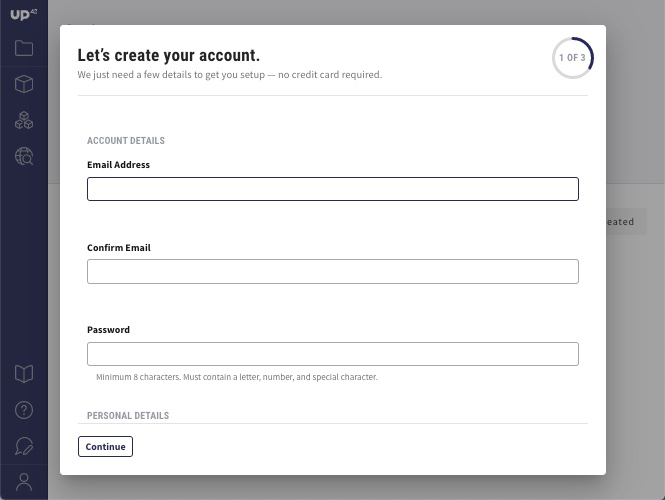 UP42
Let's create your account.
We just need a few details to get you setup — no credit card required.
1 OF 3
ACCOUNT DETAILS
Email Address
eated
Confirm Email
Password
Minimum 8 characters. Must contain a letter, number, and special character.
PERSONAL DETAILS
Continue